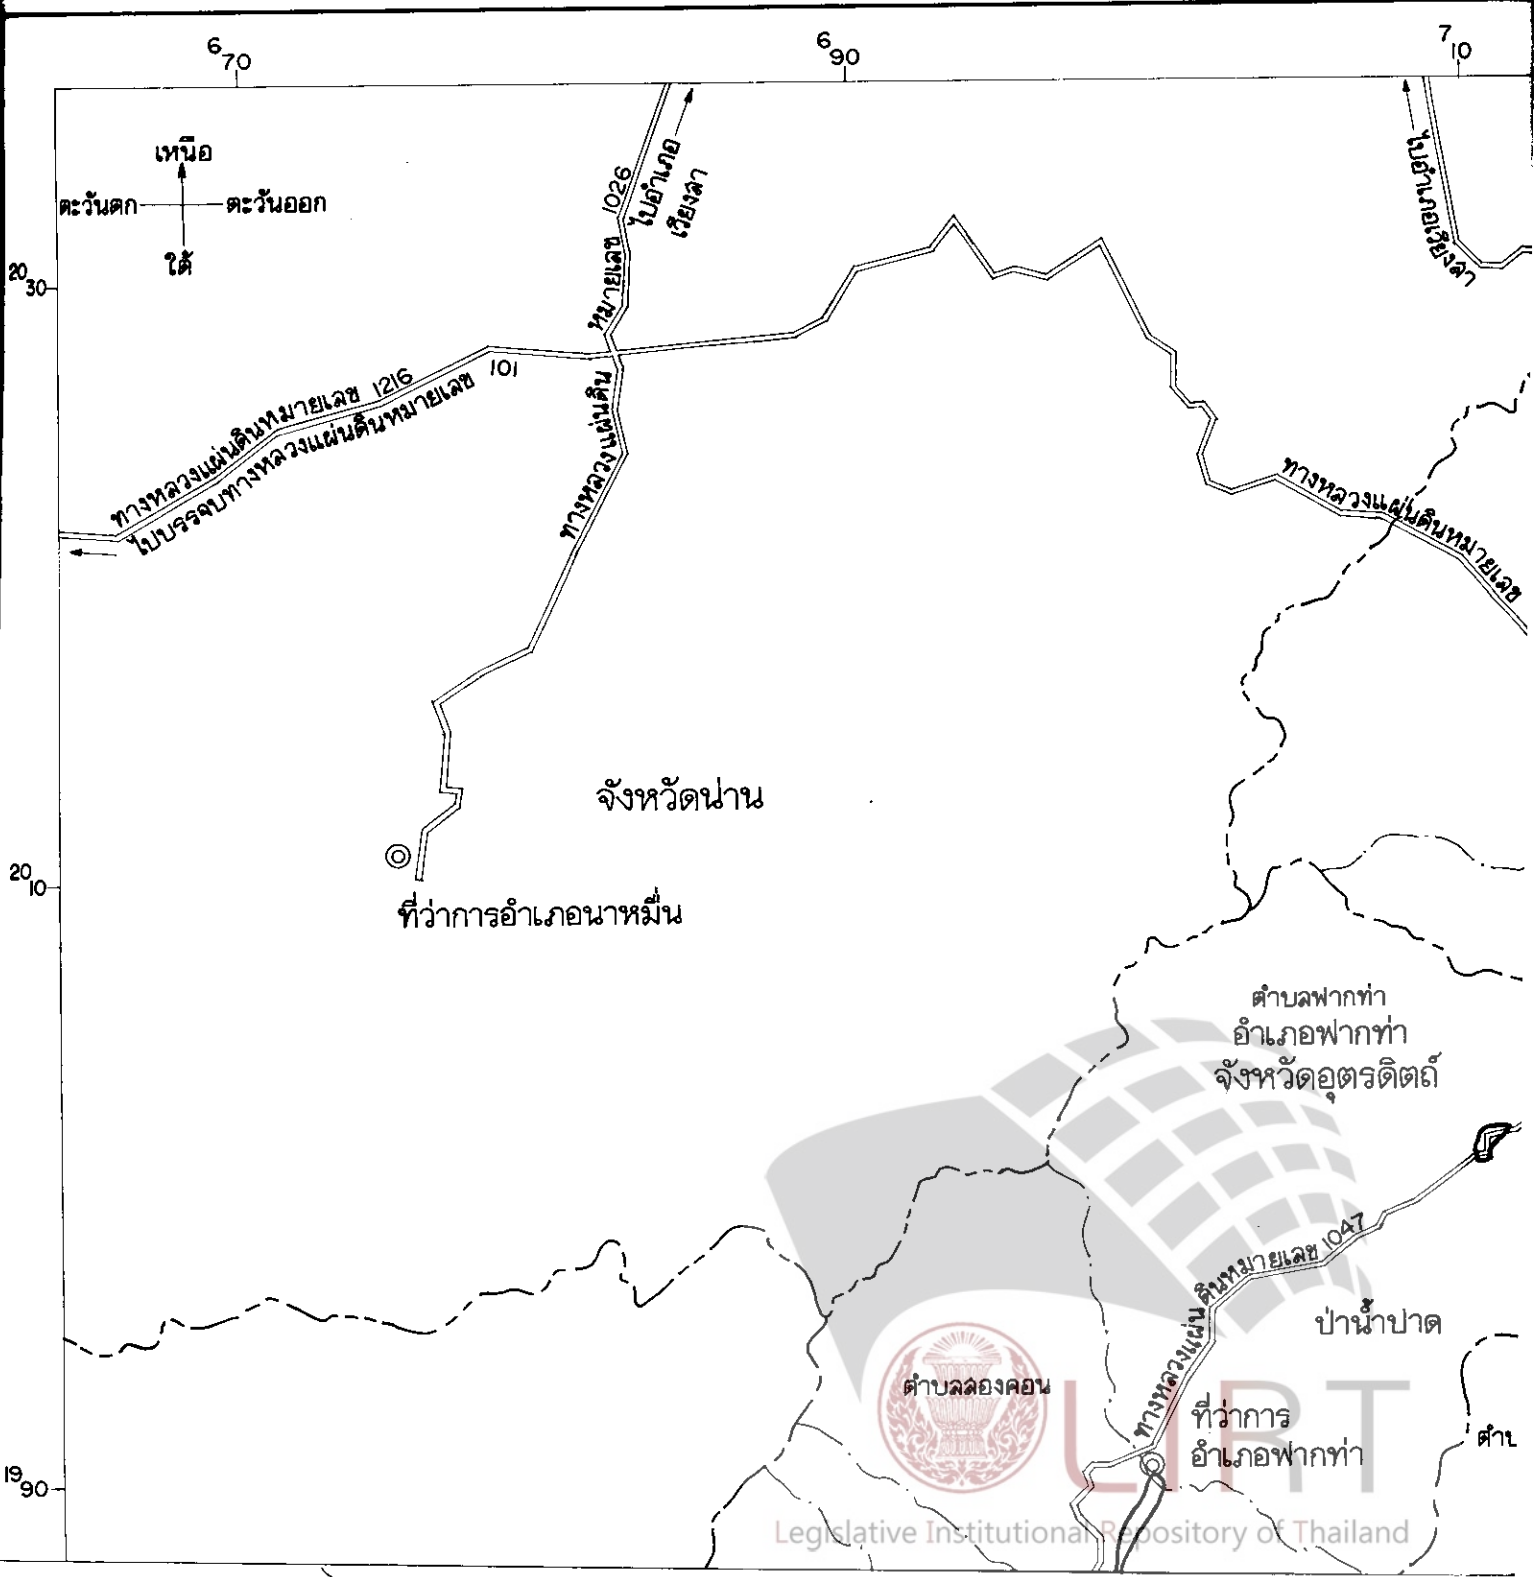 670
690
710
เหนือ
ตะวันตก
ตะวันออก
ใต้
2030
ทางหลวงแผ่นดินหมายเลข 1216
ไปบรรจบทางหลวงแผ่นดินหมายเลข 101
ทางหลวงแผ่นดิน หมายเลข 1026
ไปอำเภอ
เวียงสา
ไปอำเภอเวียงสา
ทางหลวงแผ่นดินหมายเลข
จังหวัดน่าน
2010
ที่ว่าการอำเภอนาหมื่น
ตำบลฟากท่า
อำเภอฟากท่า
จังหวัดอุตรดิตถ์
ทางหลวงแผ่นดินหมายเลข 1047
ป่าน้ำปาด
ตำบลสองคอน
ที่ว่าการ
อำเภอฟากท่า
1990
LIRT
Legislative Institutional Repository of Thailand